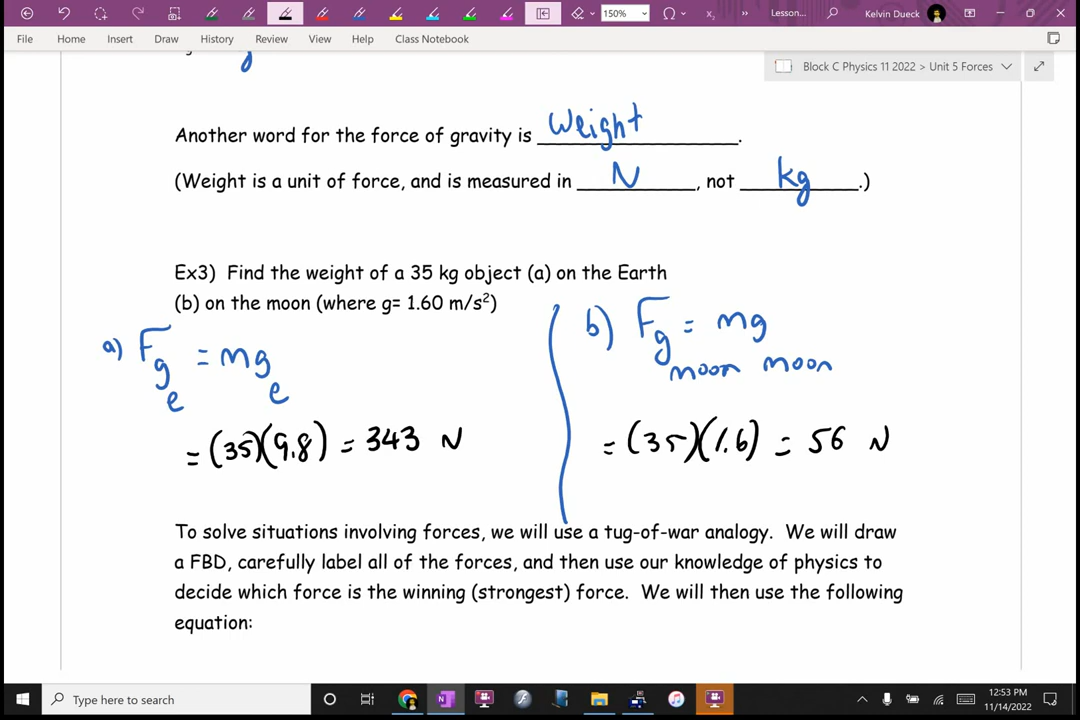 150%
Lesson...
Kelvin Dueck
File Home Insert Draw History Review View Help Class Notebook
Block C Physics 11 2022 > Unit 5 Forces
Another word for the force of gravity is Weight.
(Weight is a unit of force, and is measured in N, not kg.)
Ex3) Find the weight of a 35 kg object (a) on the Earth
(b) on the moon (where g= 1.60 m/s²)
a) Fg e = mg e
= (35)(9.8) = 343 N
b) Fg moon = mg moon
= (35)(1.6) = 56 N
To solve situations involving forces, we will use a tug-of-war analogy. We will draw
a FBD, carefully label all of the forces, and then use our knowledge of physics to
decide which force is the winning (strongest) force. We will then use the following
equation:
Type here to search
12:53 PM
11/14/2022